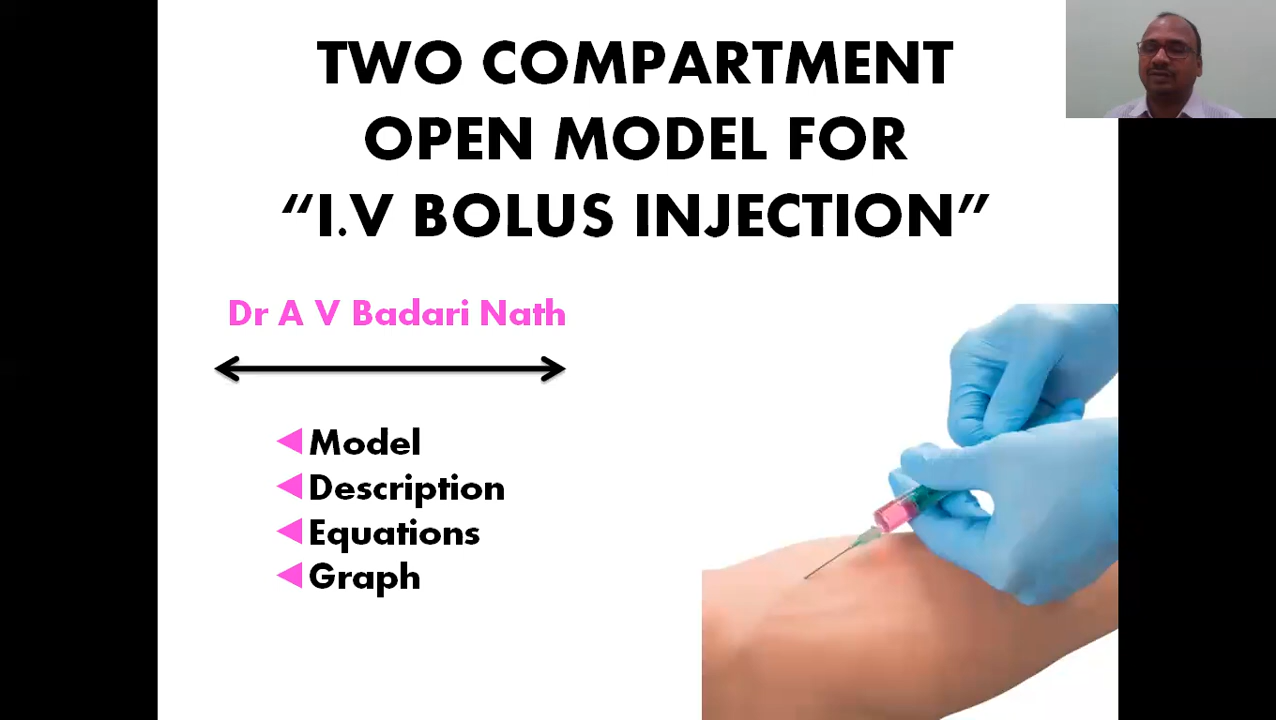 TWO COMPARTMENT
OPEN MODEL FOR
“I.V BOLUS INJECTION”
Dr A V Badari Nath
Model
Description
Equations
Graph